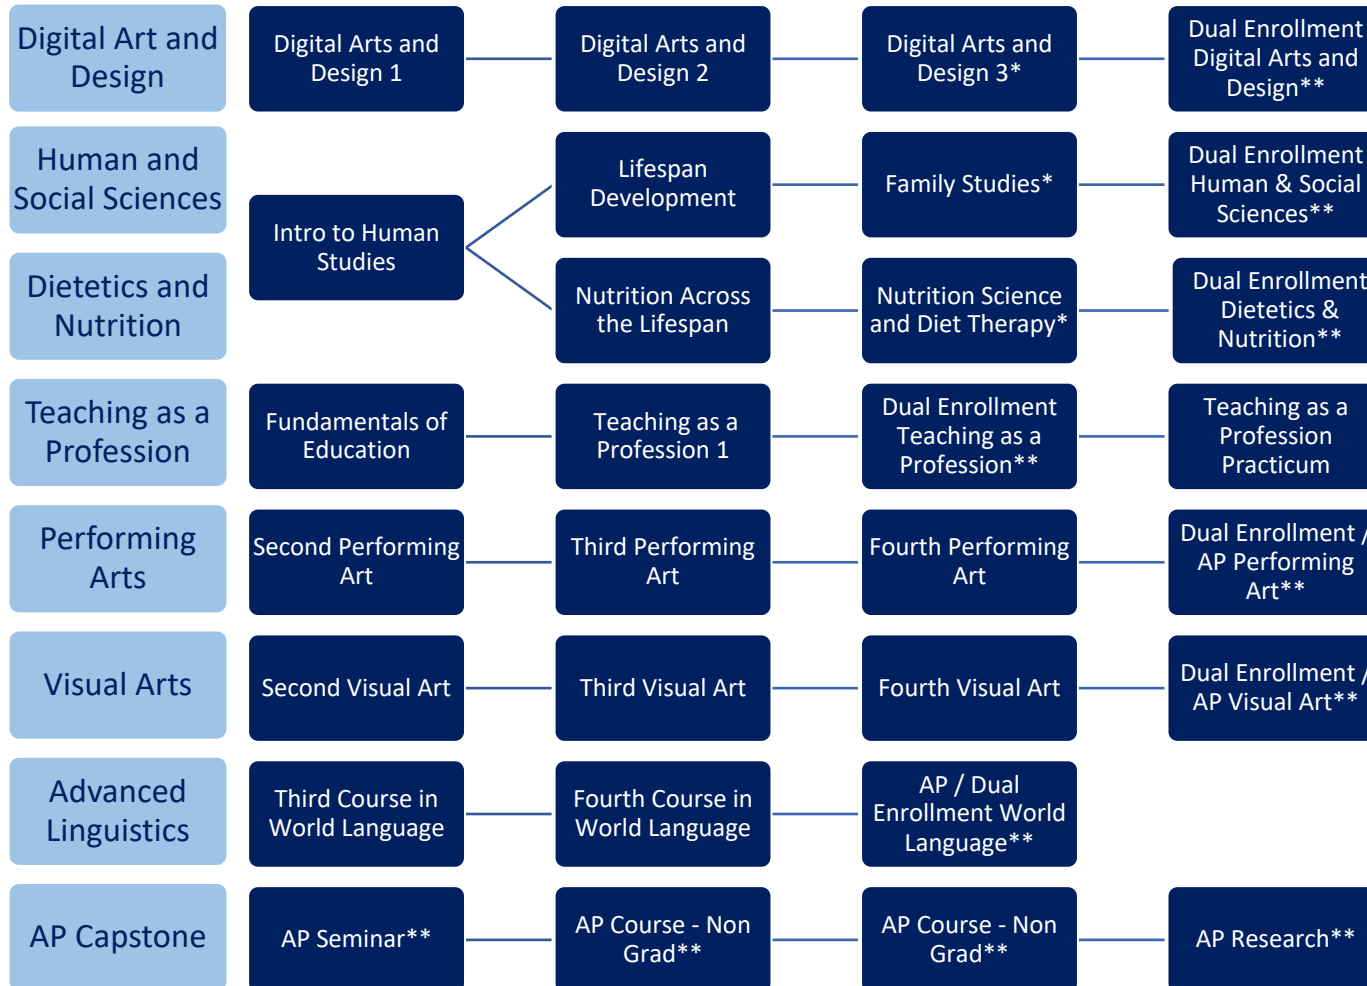 Digital Art and
Design
Digital Arts and
Design 1
Digital Arts and
Design 2
Digital Arts and
Design 3*
Dual Enrollment
Digital Arts and
Design**
Human and
Social Sciences
Dietetics and
Nutrition
Intro to Human
Studies
Lifespan
Development
Family Studies*
Dual Enrollment
Human & Social
Sciences**
Nutrition Across
the Lifespan
Nutrition Science
and Diet Therapy*
Dual Enrollment
Dietetics &
Nutrition**
Teaching as a
Profession
Fundamentals of
Education
Teaching as a
Profession 1
Dual Enrollment
Teaching as a
Profession**
Teaching as a
Profession
Practicum
Performing
Arts
Second Performing
Art
Third Performing
Art
Fourth Performing
Art
Dual Enrollment /
AP Performing
Art**
Visual Arts
Second Visual Art
Third Visual Art
Fourth Visual Art
Dual Enrollment /
AP Visual Art**
Advanced
Linguistics
Third Course in
World Language
Fourth Course in
World Language
AP / Dual
Enrollment World
Language**
AP Capstone
AP Seminar**
AP Course - Non
Grad**
AP Course - Non
Grad**
AP Research**